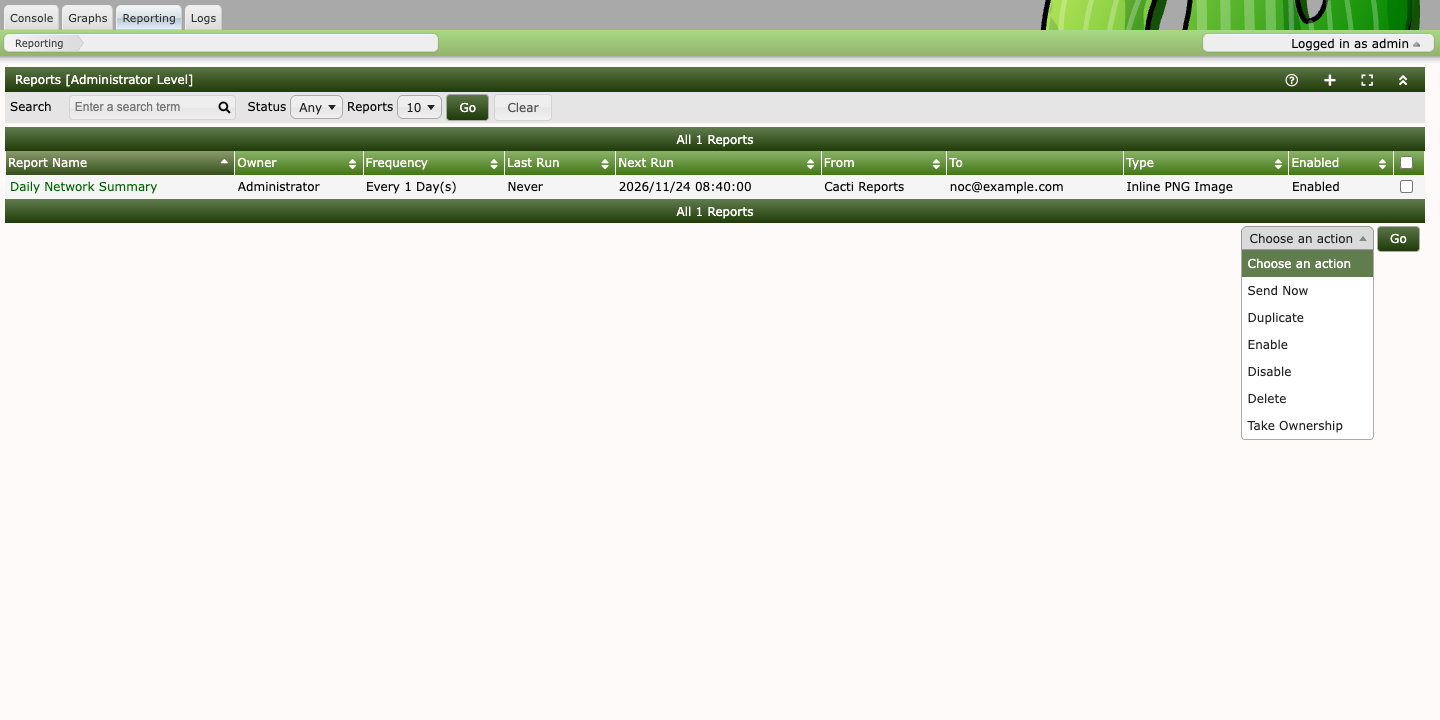 Console Graphs Reporting Logs
Reporting
Logged in as admin
Reports [Administrator Level]
Search Enter a search term Status Any Reports 10 Go Clear
All 1 Reports
Report Name Owner Frequency Last Run Next Run From To Type Enabled
Daily Network Summary Administrator Every 1 Day(s) Never 2026/11/24 08:40:00 Cacti Reports noc@example.com Inline PNG Image Enabled
All 1 Reports
Choose an action Go
Choose an action
Send Now
Duplicate
Enable
Disable
Delete
Take Ownership